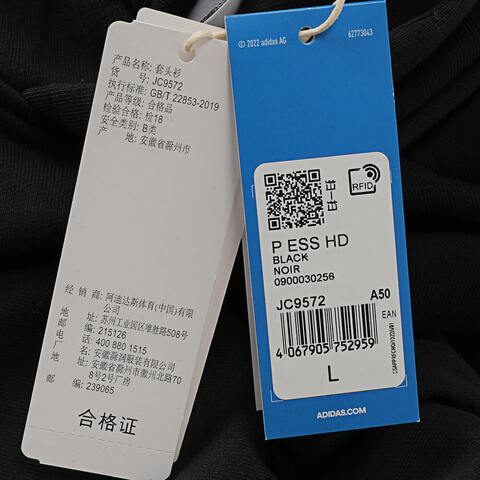 产品名称: 套头衫
货 号: JC9572
执行标准: GB/T 22853-2019
产品等级: 合格品
检验合格: 检18
安全类别: B类
产 地: 安徽省滁州市
经 销 商: 阿迪达斯体育(中国)有限
公司
地 址: 苏州工业园区唯胜路508号
邮 编: 215126
电 话: 400 880 1515
厂 商: 安徽滁润服装有限公司
地 址: 安徽省滁州市徽州北路70
8号2号厂房
邮 编: 239065
合格证
© 2022 adidas AG
62773043
RFID
P ESS HD
BLACK
NOIR
0900030256
JC9572
A50
EAN
4 067905 752959
L
ADIDAS.COM